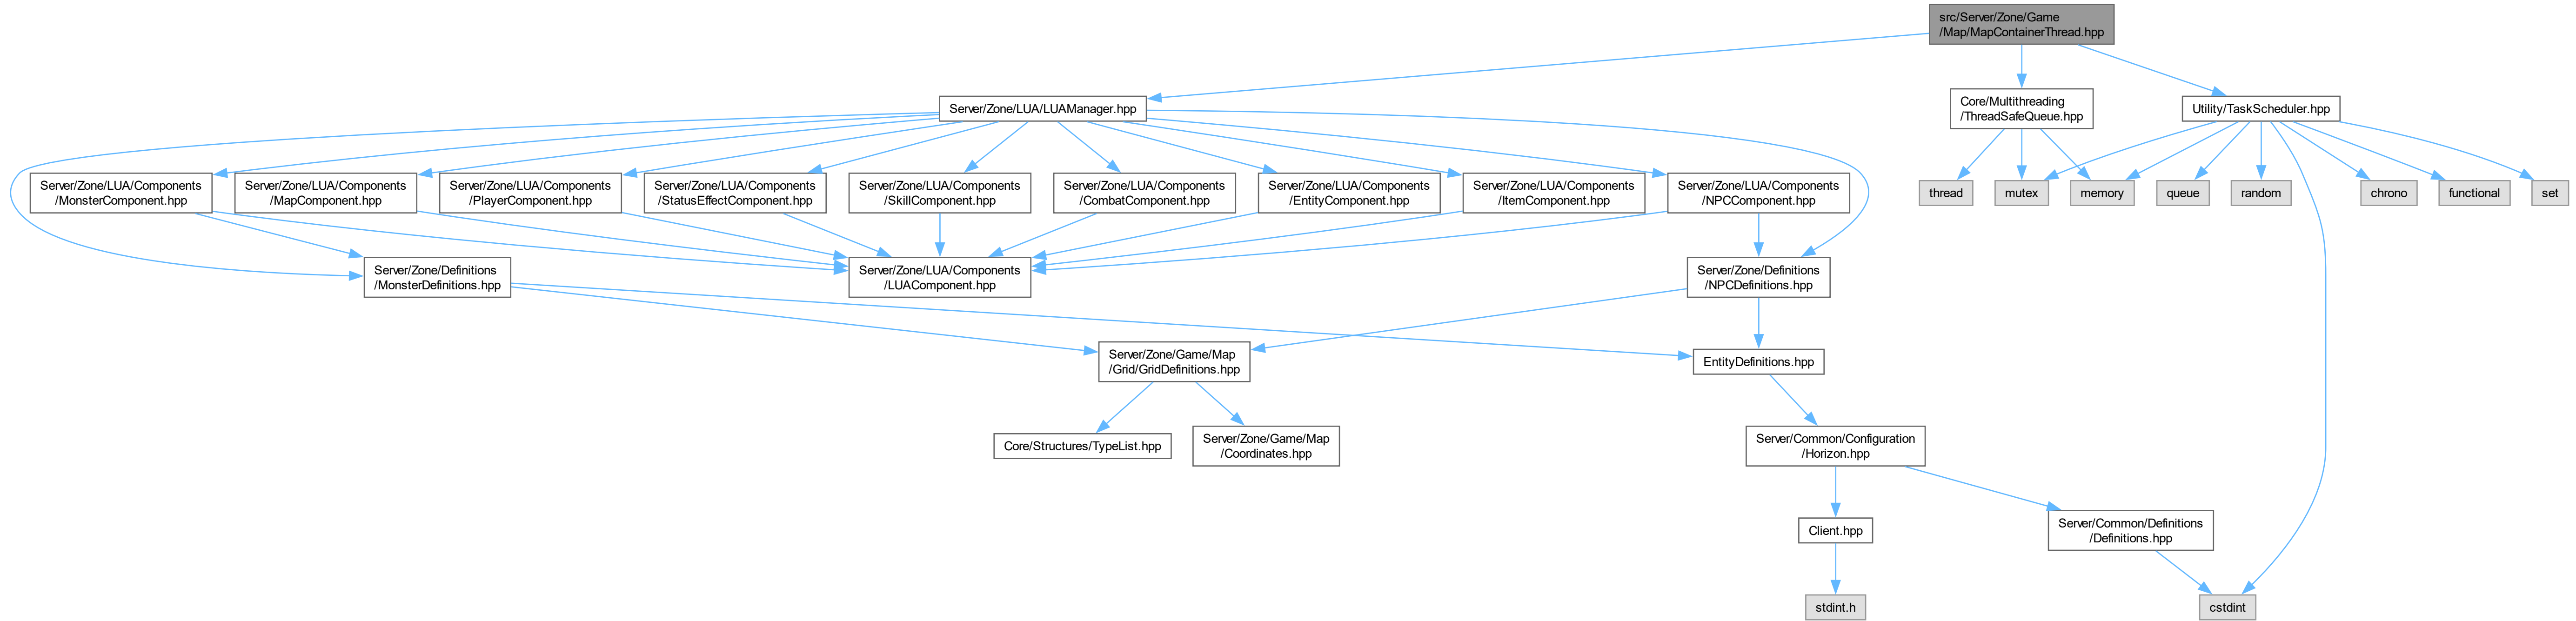 src/Server/Zone/Game
/Map/MapContainerThread.hpp
Server/Zone/LUA/LUAManager.hpp
Core/Multithreading
/ThreadSafeQueue.hpp
Utility/TaskScheduler.hpp
Server/Zone/LUA/Components
/MonsterComponent.hpp
Server/Zone/LUA/Components
/MapComponent.hpp
Server/Zone/LUA/Components
/PlayerComponent.hpp
Server/Zone/LUA/Components
/StatusEffectComponent.hpp
Server/Zone/LUA/Components
/SkillComponent.hpp
Server/Zone/LUA/Components
/CombatComponent.hpp
Server/Zone/LUA/Components
/EntityComponent.hpp
Server/Zone/LUA/Components
/ItemComponent.hpp
Server/Zone/LUA/Components
/NPCComponent.hpp
thread
mutex
memory
queue
random
chrono
functional
set
Server/Zone/Definitions
/MonsterDefinitions.hpp
Server/Zone/LUA/Components
/LUAComponent.hpp
Server/Zone/Definitions
/NPCDefinitions.hpp
Server/Zone/Game/Map
/Grid/GridDefinitions.hpp
EntityDefinitions.hpp
Core/Structures/TypeList.hpp
Server/Zone/Game/Map
/Coordinates.hpp
Server/Common/Configuration
/Horizon.hpp
Client.hpp
Server/Common/Definitions
/Definitions.hpp
stdint.h
cstdint